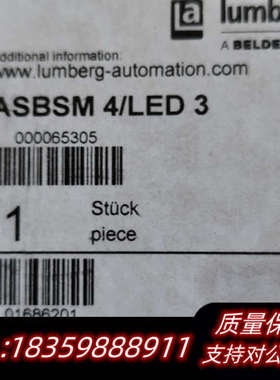 a lumberg
A BELDE
dditional information:
www.lumberg-automation.com
ASBSM 4/LED 3
000065305
1
Stück
piece
01686201
质量保
:18359888911
支持对公